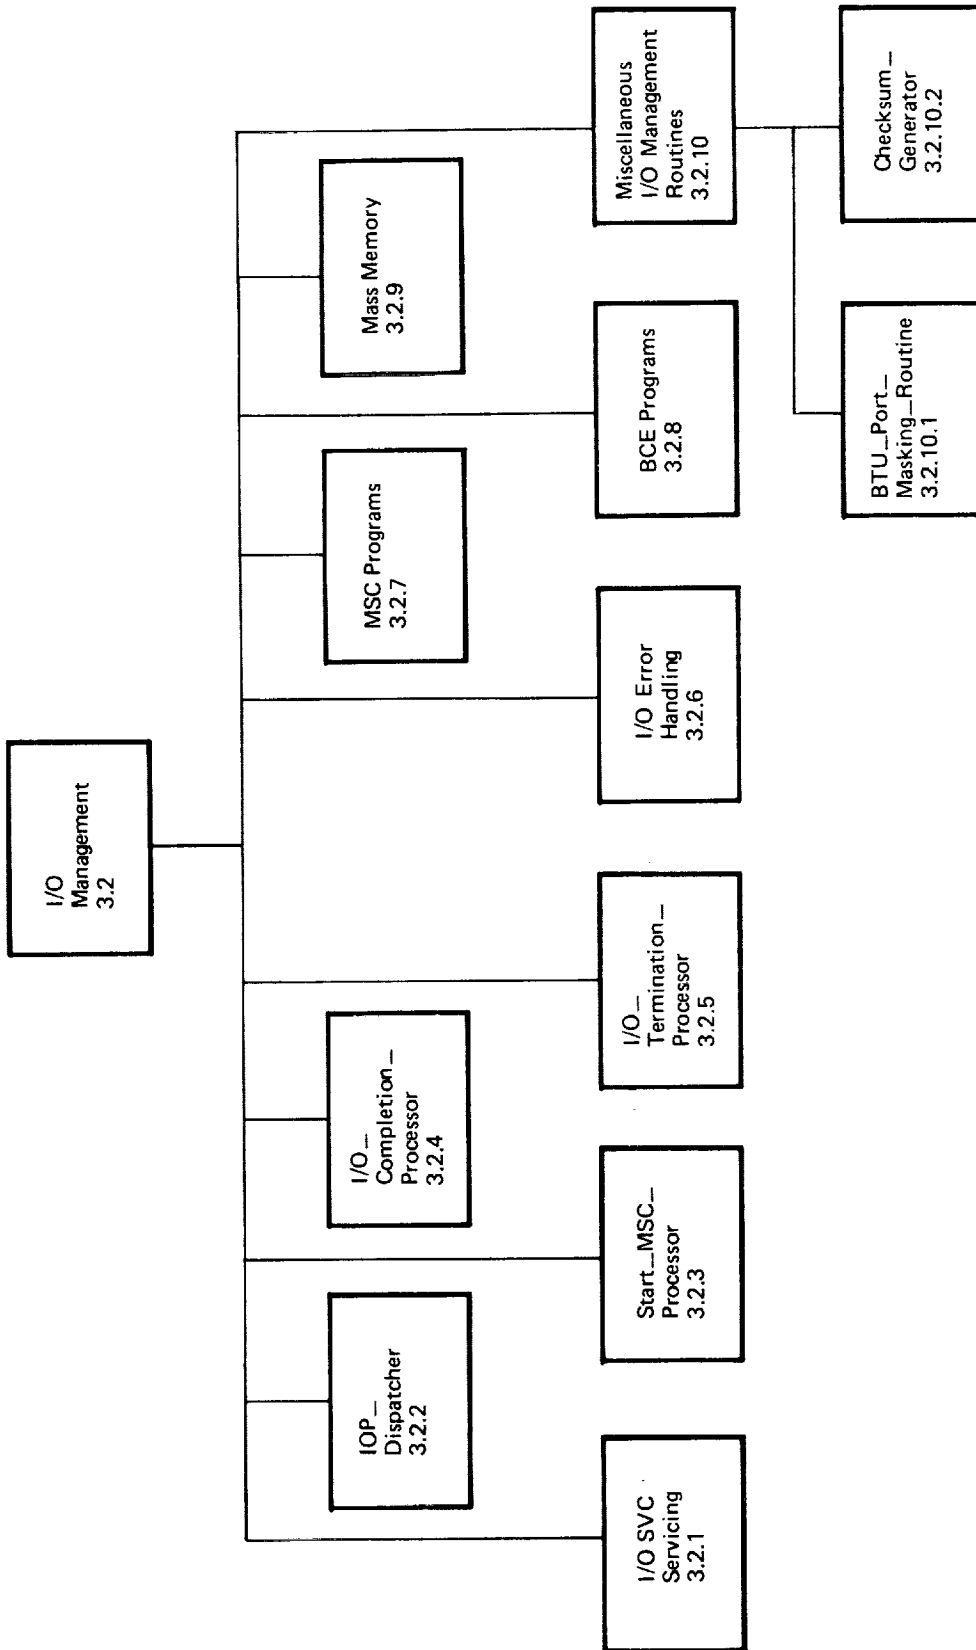 I/O
Management
3.2
I/O SVC
Servicing
3.2.1
IOP_
Dispatcher
3.2.2
Start_MSC_
Processor
3.2.3
I/O_
Completion_
Processor
3.2.4
I/O_
Termination_
Processor
3.2.5
I/O Error
Handling
3.2.6
MSC Programs
3.2.7
BCE Programs
3.2.8
Mass Memory
3.2.9
Miscellaneous
I/O Management
Routines
3.2.10
BTU_Port_
Masking_Routine
3.2.10.1
Checksum_
Generator
3.2.10.2